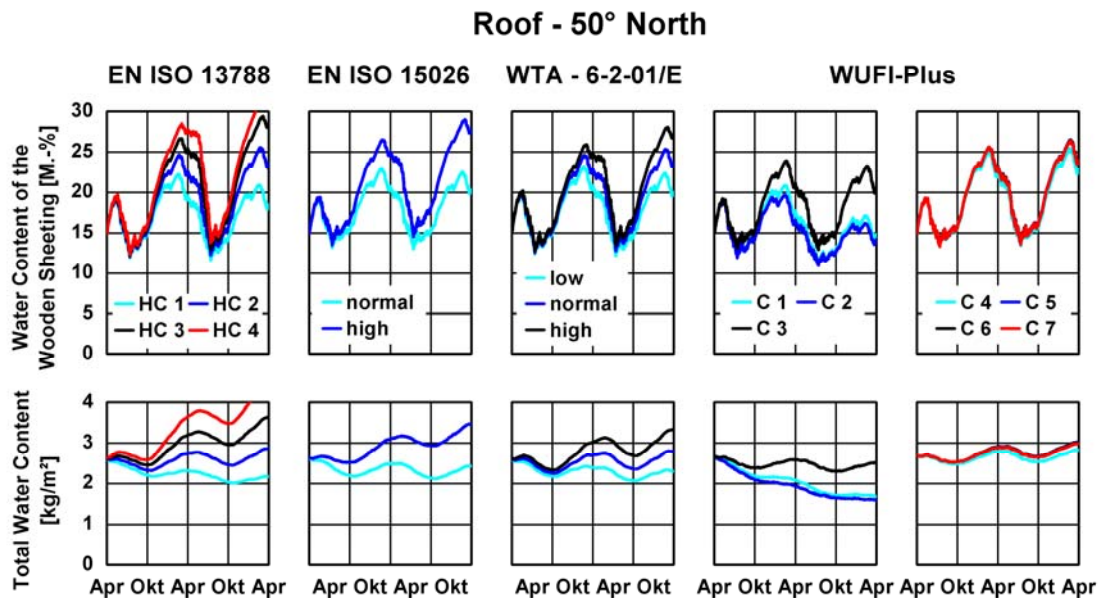 Roof - 50° North
EN ISO 13788 EN ISO 15026 WTA - 6-2-01/E WUFI-Plus
Water Content of the
Wooden Sheeting [M.-%]
30
25
20
15
10
5
0
HC 1 HC 2
HC 3 HC 4
normal
high
low
normal
high
C 1 C 2
C 3
C 4 C 5
C 6 C 7
Total Water Content
[kg/m²]
4
3
2
1
0
Apr Okt Apr Okt Apr Okt Apr Okt Apr Okt Apr Okt Apr Okt Apr Okt Apr Okt Apr Okt Apr